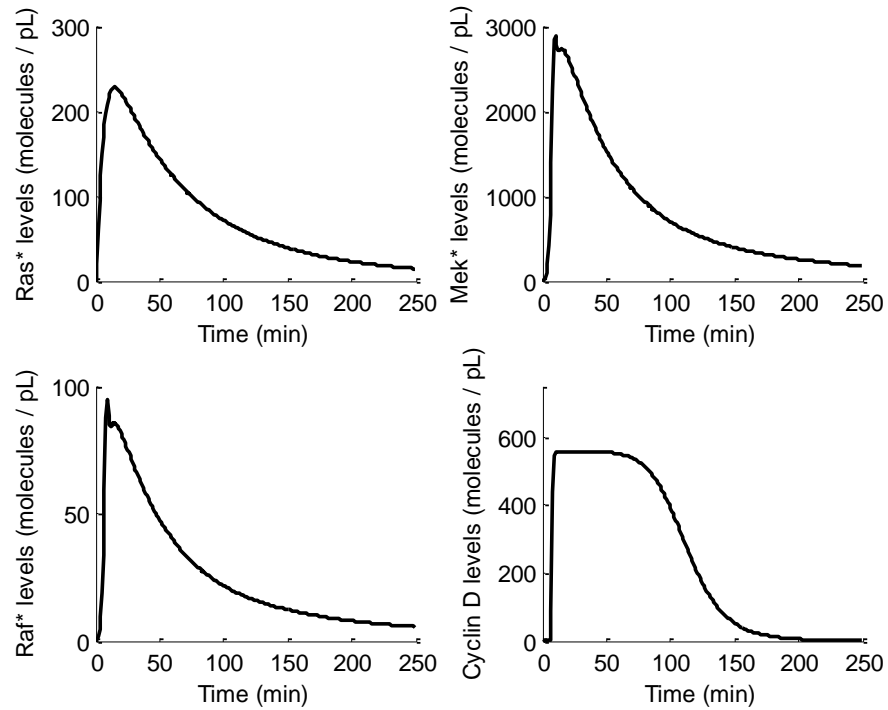 Ras* levels (molecules / pL)
300
200
100
0
0 50 100 150 200 250
Time (min)
Mek* levels (molecules / pL)
3000
2000
1000
0
0 50 100 150 200 250
Time (min)
Raf* levels (molecules / pL)
100
50
0
0 50 100 150 200 250
Time (min)
Cyclin D levels (molecules / pL)
600
400
200
0
0 50 100 150 200 250
Time (min)